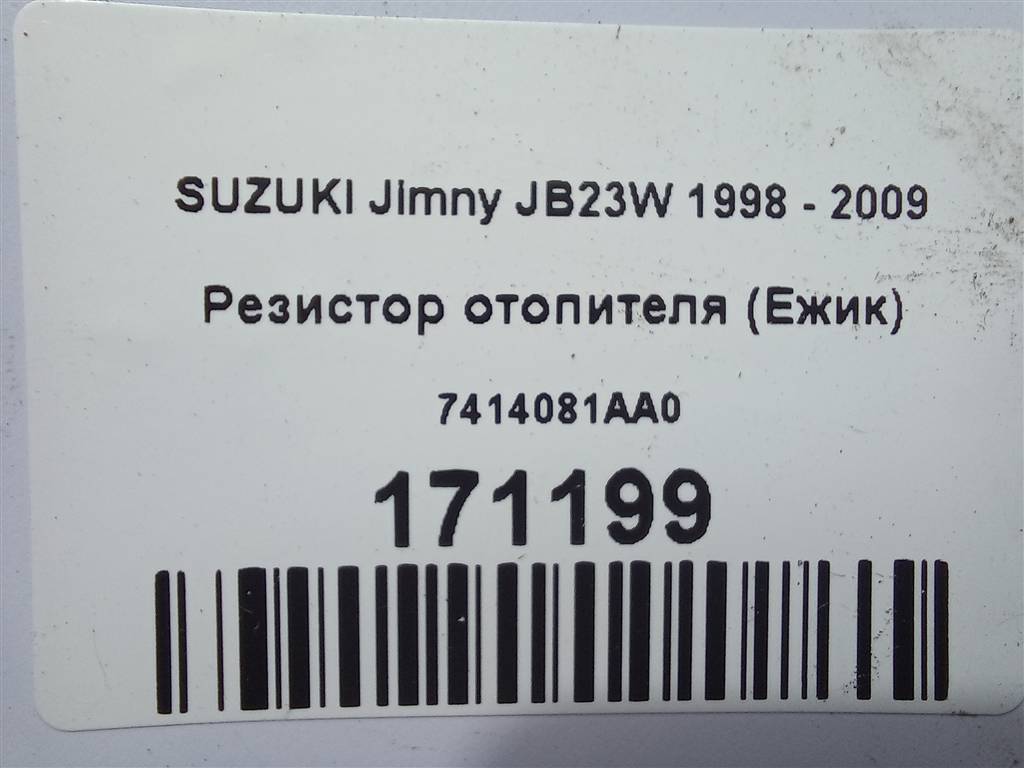 SUZUKI Jimny JB23W 1998 - 2009
Резистор отопителя (Ежик)
7414081AA0
171199